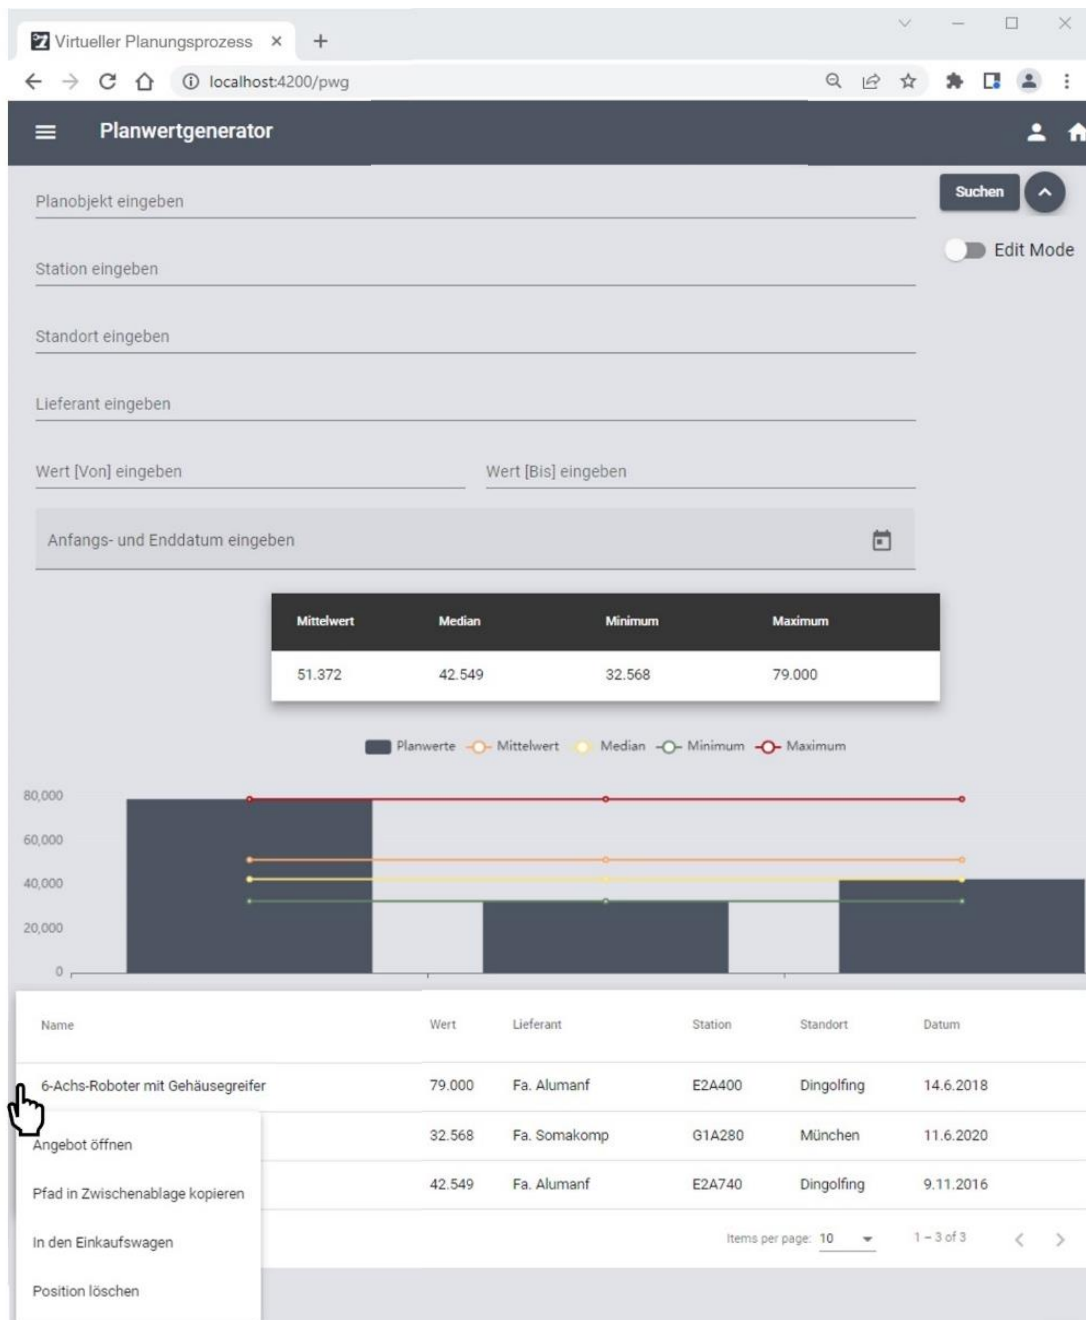 Virtueller Planungsprozess
localhost:4200/pwg
Planwertgenerator
Planobjekt eingeben
Suchen
Edit Mode
Station eingeben
Standort eingeben
Lieferant eingeben
Wert [Von] eingeben Wert [Bis] eingeben
Anfangs- und Enddatum eingeben
Mittelwert Median Minimum Maximum
51.372 42.549 32.568 79.000
Planwerte Mittelwert Median Minimum Maximum
80,000
60,000
40,000
20,000
0
Name Wert Lieferant Station Standort Datum
6-Achs-Roboter mit Gehäusegreifer 79.000 Fa. Alumanf E2A400 Dingolfing 14.6.2018
32.568 Fa. Somakomp G1A280 München 11.6.2020
42.549 Fa. Alumanf E2A740 Dingolfing 9.11.2016
Angebot öffnen
Pfad in Zwischenablage kopieren
In den Einkaufswagen
Position löschen
Items per page: 10 1 – 3 of 3